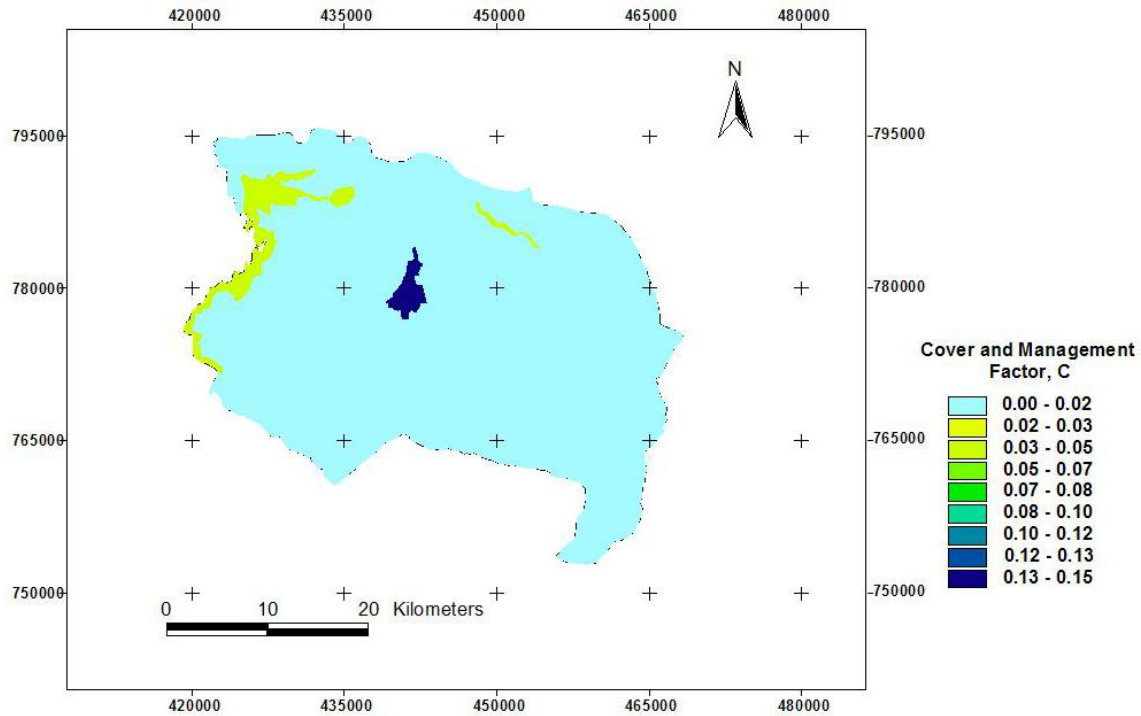 420000 435000 450000 465000 480000
N
795000 795000
780000 780000
Cover and Management
Factor, C
0.00 - 0.02
0.02 - 0.03
765000 765000
0.03 - 0.05
0.05 - 0.07
0.07 - 0.08
0.08 - 0.10
0.10 - 0.12
0.12 - 0.13
0.13 - 0.15
750000 750000
0 10 20 Kilometers
420000 435000 450000 465000 480000